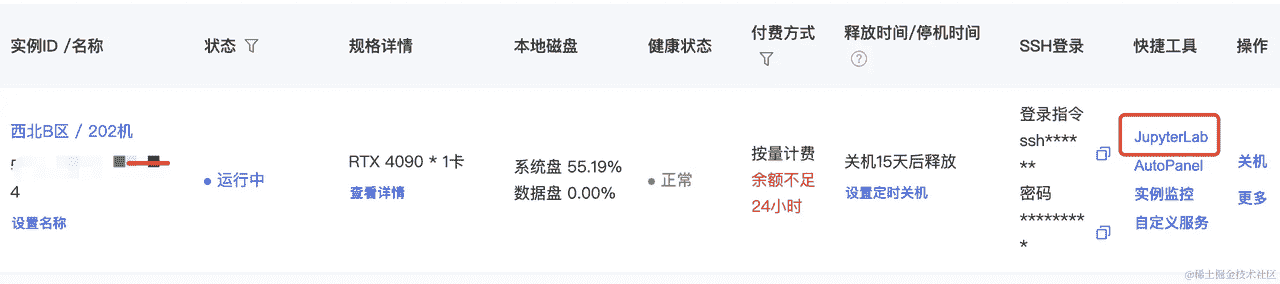 实例ID /名称
状态
规格详情
本地磁盘
健康状态
付费方式
释放时间/停机时间
SSH登录
快捷工具
操作
西北B区 / 202机
4
设置名称
运行中
RTX 4090 * 1卡
查看详情
系统盘 55.19%
数据盘 0.00%
正常
按量计费
余额不足
24小时
关机15天后释放
设置定时关机
登录指令
ssh****
**
密码
********
*
JupyterLab
AutoPanel
实例监控
自定义服务
关机
更多
@稀土掘金技术社区